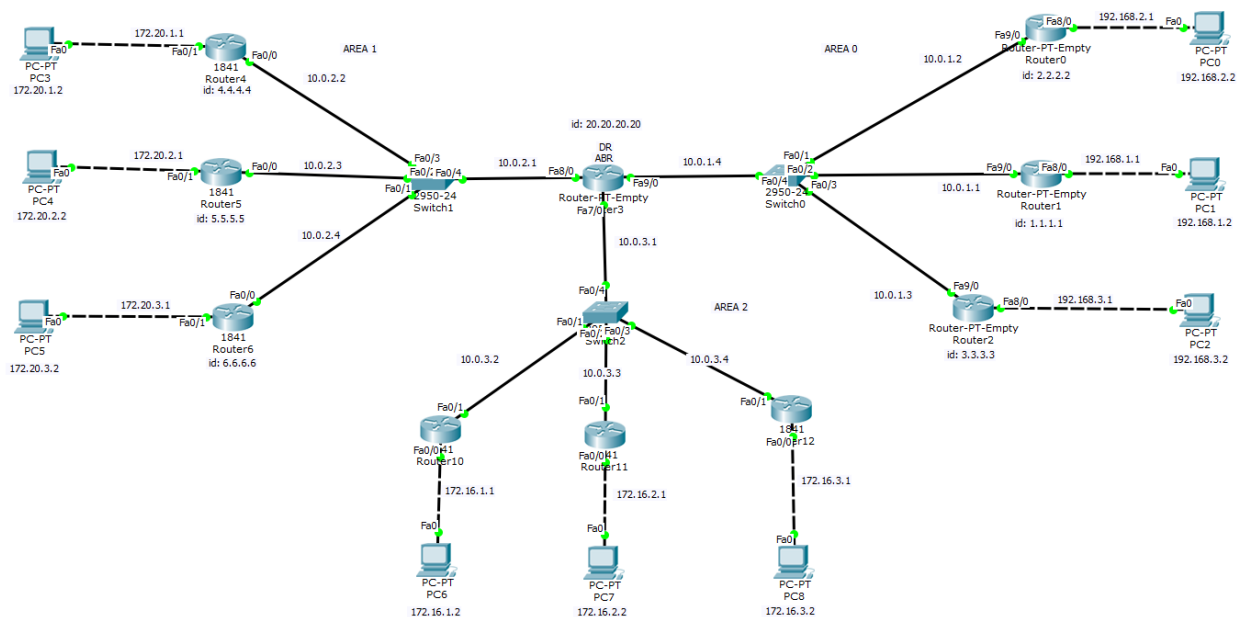 172.20.1.1
Fa0
Fa0/1
Fa0/0
PC-PT
PC3
172.20.1.2
1841
Router4
id: 4.4.4.4
AREA 1
10.0.2.2
172.20.2.1
Fa0
Fa0/1
Fa0/0
PC-PT
PC4
172.20.2.2
1841
Router5
id: 5.5.5.5
10.0.2.3
172.20.3.1
Fa0
Fa0/1
Fa0/0
PC-PT
PC5
172.20.3.2
1841
Router6
id: 6.6.6.6
10.0.2.4
Fa0/3
Fa0/4
Fa0/1
2950-24
Switch1
10.0.2.1
id: 20.20.20.20
DR
ABR
Fa8/0
Fa9/0
Router-PT-Empty
Fa7/0
10.0.1.4
10.0.3.1
AREA 0
Fa0/1
Fa0/2
Fa0/4
Fa0/3
2950-24
Switch0
10.0.1.2
Fa9/0
Fa8/0
Router-PT-Empty
Router0
id: 2.2.2.2
192.168.2.1
Fa0
PC-PT
PC0
192.168.2.2
10.0.1.1
Fa9/0
Fa8/0
Router-PT-Empty
Router1
id: 1.1.1.1
192.168.1.1
Fa0
PC-PT
PC1
192.168.1.2
10.0.1.3
Fa9/0
Fa8/0
Router-PT-Empty
Router2
id: 3.3.3.3
192.168.3.1
Fa0
PC-PT
PC2
192.168.3.2
AREA 2
Fa0/4
Fa0/1
Fa0/3
Switch2
10.0.3.2
10.0.3.3
10.0.3.4
Fa0/1
Fa0/0
Router10
172.16.1.1
Fa0
PC-PT
PC6
172.16.1.2
Fa0/1
Fa0/0
Router11
172.16.2.1
Fa0
PC-PT
PC7
172.16.2.2
Fa0/1
1841
Fa0/0
172.16.3.1
Fa0
PC-PT
PC8
172.16.3.2